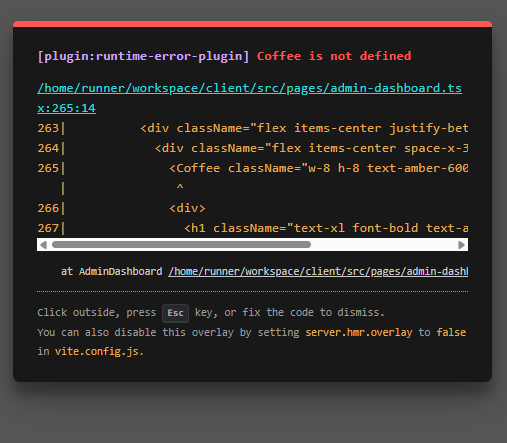 [plugin:runtime-error-plugin] Coffee is not defined
/home/runner/workspace/client/src/pages/admin-dashboard.ts
x:265:14
263|          <div className="flex items-center justify-bet
264|            <div className="flex items-center space-x-3
265|              <Coffee className="w-8 h-8 text-amber-600
   |               ^
266|              <div>
267|                <h1 className="text-xl font-bold text-a
at AdminDashboard /home/runner/workspace/client/src/pages/admin-dashb
Click outside, press Esc key, or fix the code to dismiss.
You can also disable this overlay by setting server.hmr.overlay to false
in vite.config.js.